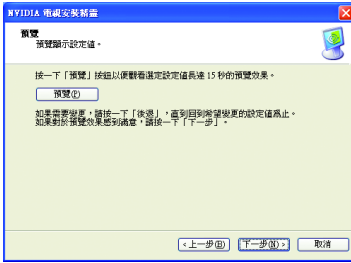 NVIDIA 電視安裝精靈
預覽
預覽顯示設定值。
按一下「預覽」按鈕以便觀看選定設定值長達 15 秒的預覽效果。
預覽(P)
如果需要變更，請按一下「後退」，直到回到希望變更的設定值為止。
如果對於預覽效果感到滿意，請按一下「下一步」。
<上一步(B)
下一步(N)>
取消